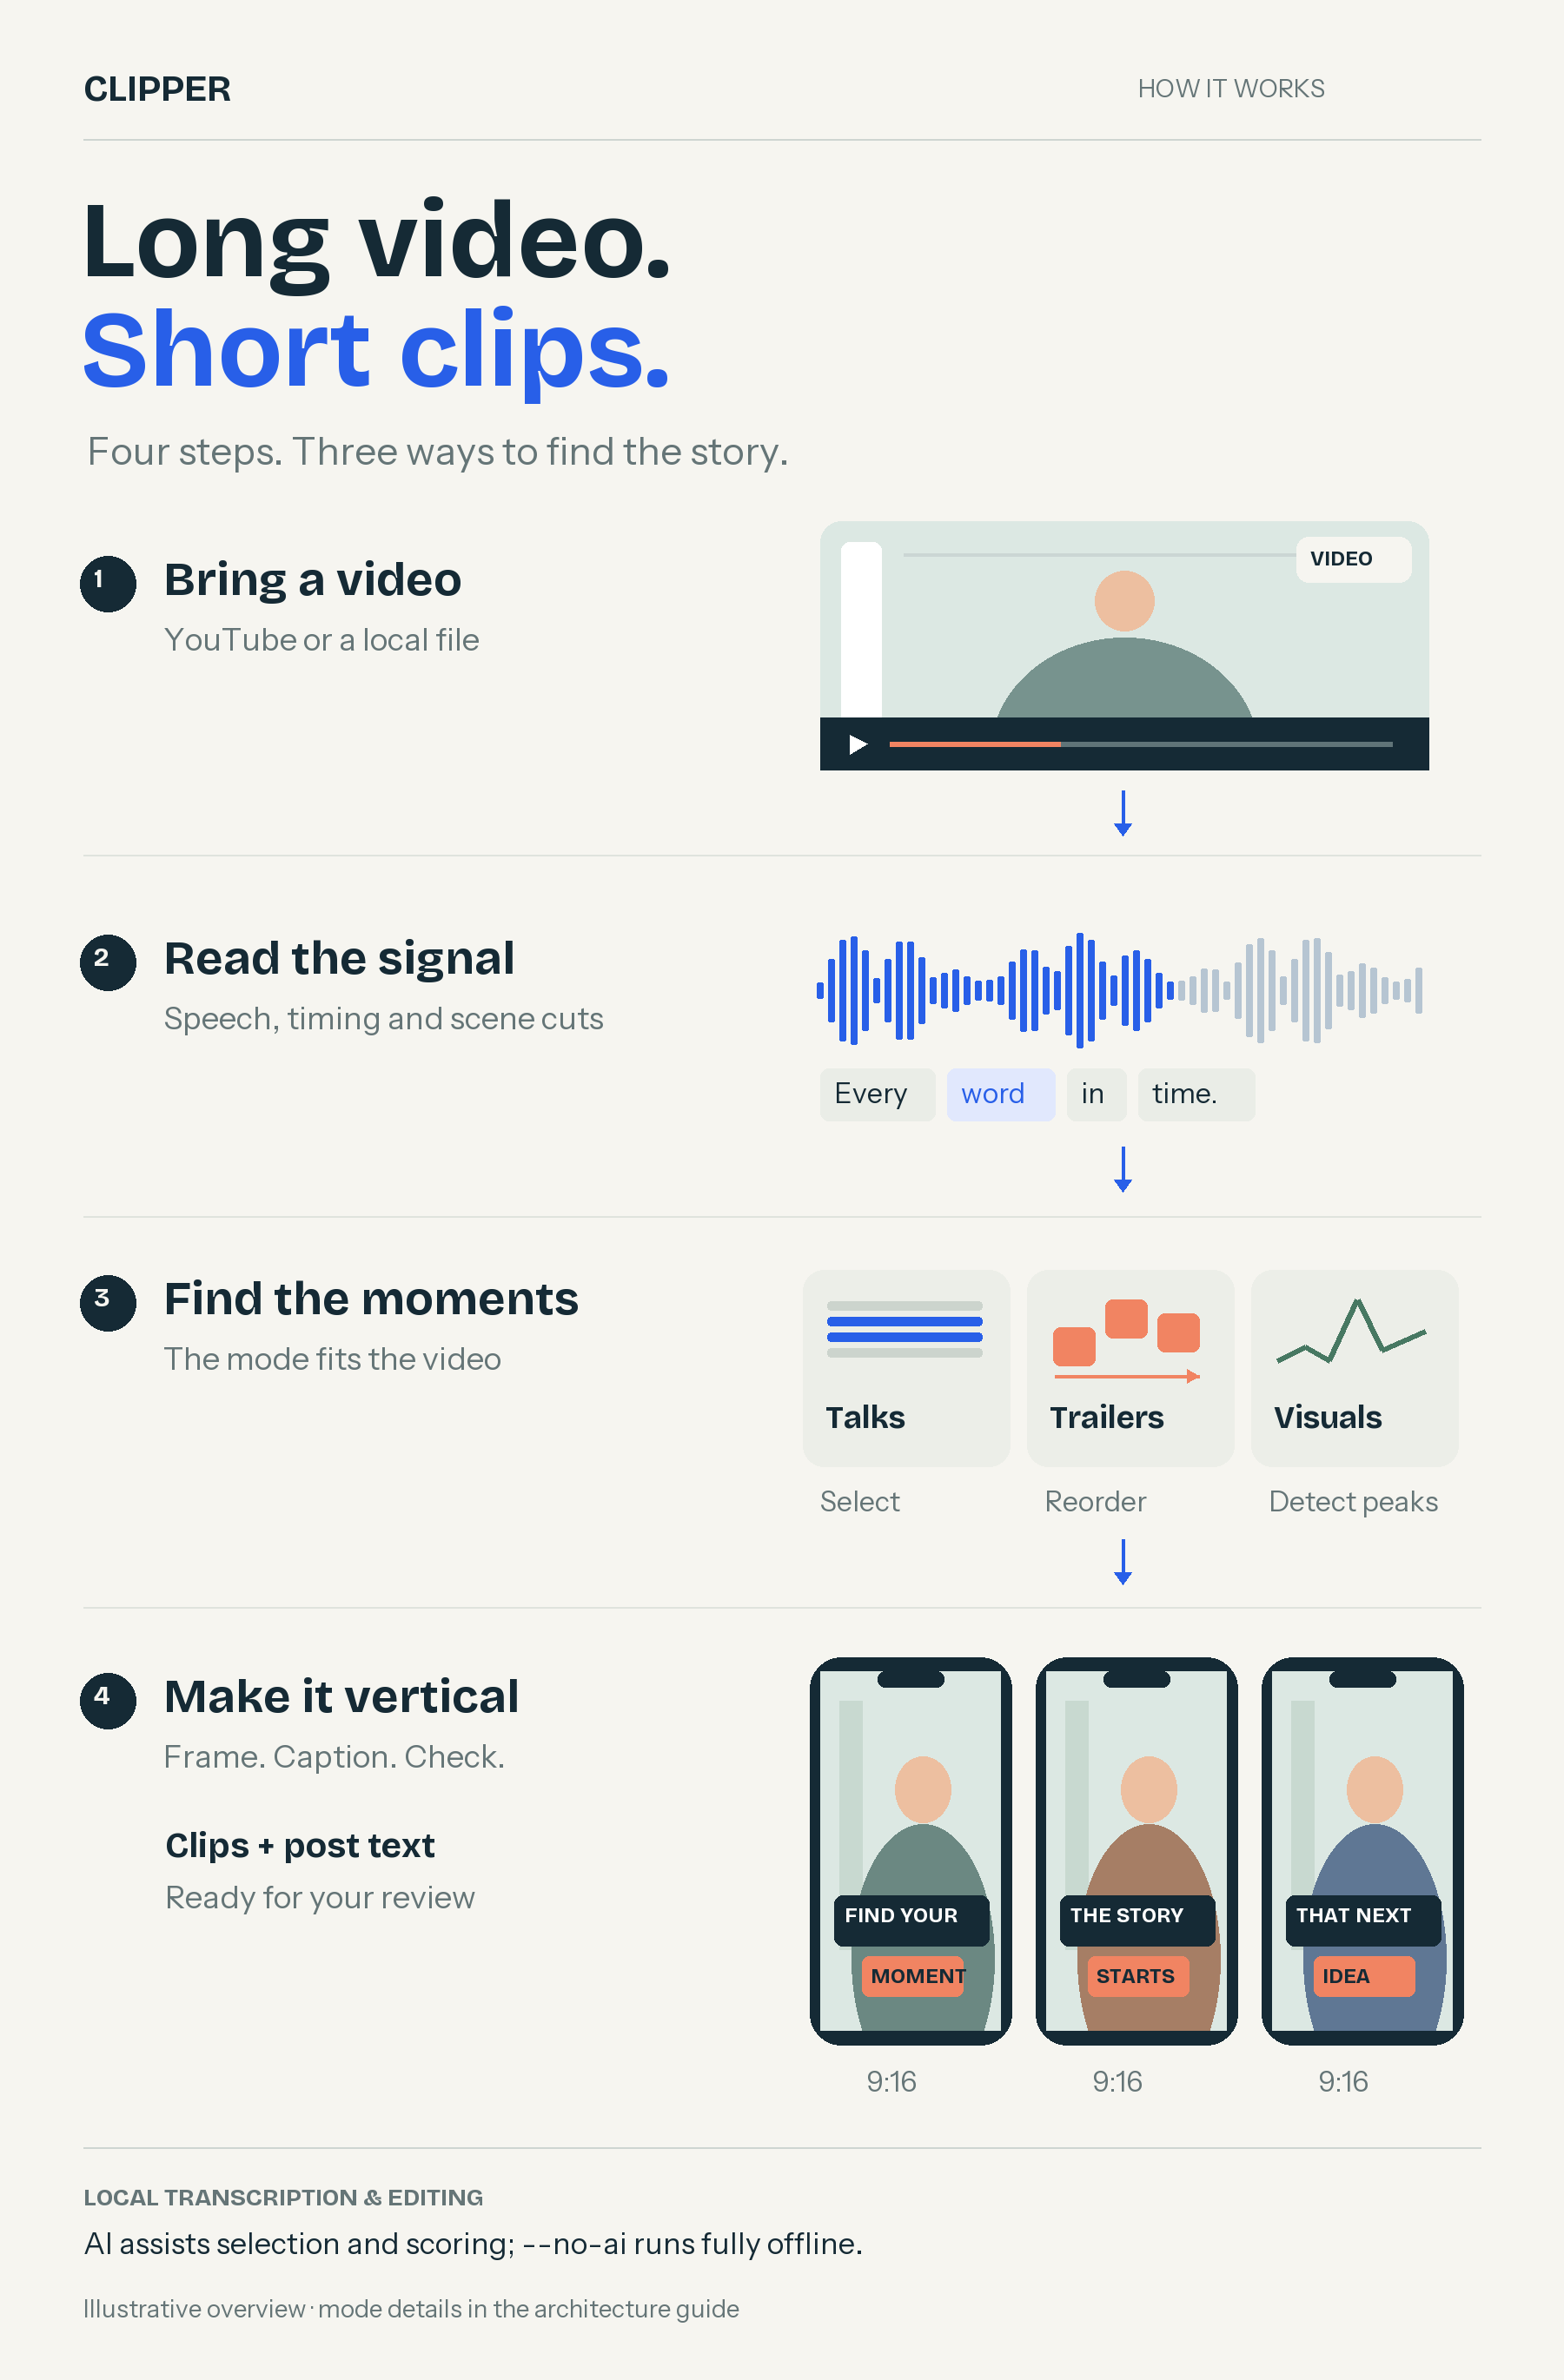 CLIPPER
HOW IT WORKS
Long video.
Short clips.
Four steps. Three ways to find the story.
1
Bring a video
YouTube or a local file
VIDEO
2
Read the signal
Speech, timing and scene cuts
Every word in time.
3
Find the moments
The mode fits the video
Talks
Trailers
Visuals
Select
Reorder
Detect peaks
4
Make it vertical
Frame. Caption. Check.
Clips + post text
Ready for your review
FIND YOUR
MOMENT
THE STORY
STARTS
THAT NEXT
IDEA
9:16
9:16
9:16
LOCAL TRANSCRIPTION & EDITING
AI assists selection and scoring; --no-ai runs fully offline.
Illustrative overview · mode details in the architecture guide